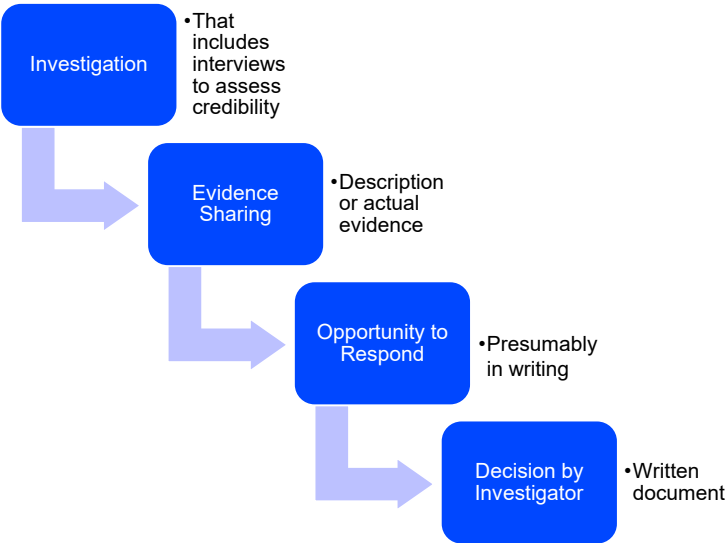 Investigation
•That
includes
interviews
to assess
credibility
Evidence
Sharing
•Description
or actual
evidence
Opportunity to
Respond
•Presumably
in writing
Decision by
Investigator
•Written
document